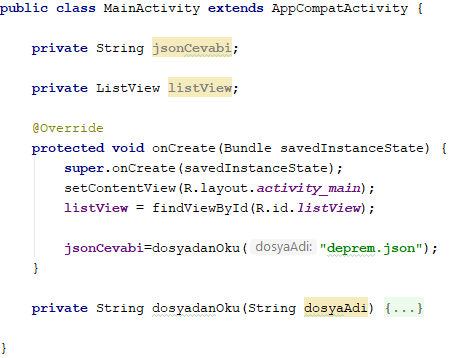 public class MainActivity extends AppCompatActivity {
private String jsonCevabi;
private ListView listView;
@Override
protected void onCreate(Bundle savedInstanceState) {
super.onCreate(savedInstanceState);
setContentView(R.layout.activity_main);
listView = findViewById(R.id.listView);
jsonCevabi=dosyadanOku( dosyaAdi: "deprem.json");
}
private String dosyadanOku(String dosyaAdi) {...}
}